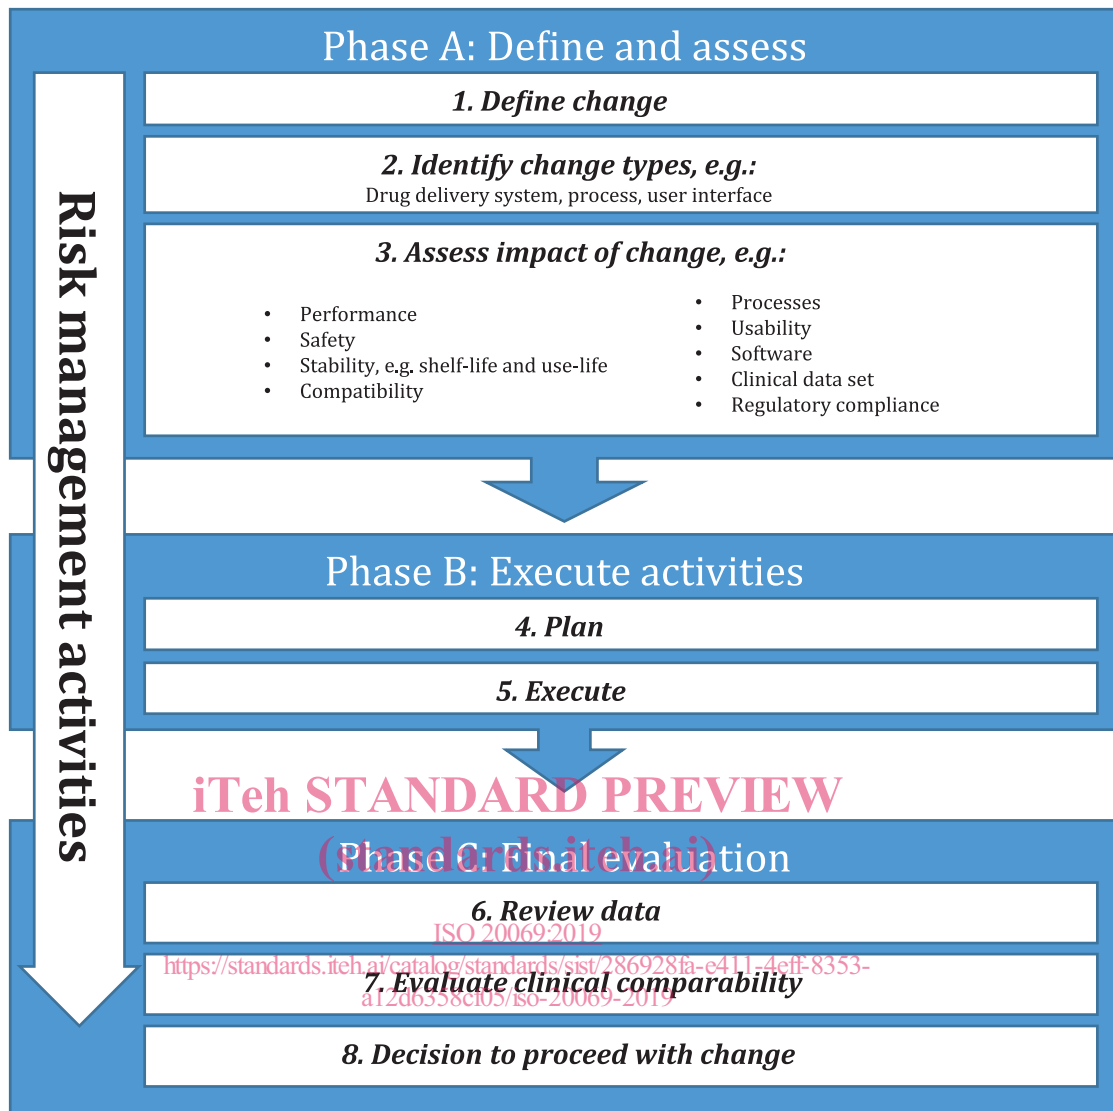 Phase A: Define and assess
Risk management activities
1. Define change
2. Identify change types, e.g.:
Drug delivery system, process, user interface
3. Assess impact of change, e.g.:
• Performance
• Safety
• Stability, e.g. shelf-life and use-life
• Compatibility
• Processes
• Usability
• Software
• Clinical data set
• Regulatory compliance
Phase B: Execute activities
4. Plan
5. Execute
iTeh STANDARD PREVIEW
(standards.iteh.ai)
Phase C: Final evaluation
6. Review data
ISO 20069:2019
https://standards.iteh.ai/catalog/standards/sist/286928fa-e411-4eff-8353-
7. Evaluate clinical comparability
a12d6358cf05/iso-20069-2019
8. Decision to proceed with change